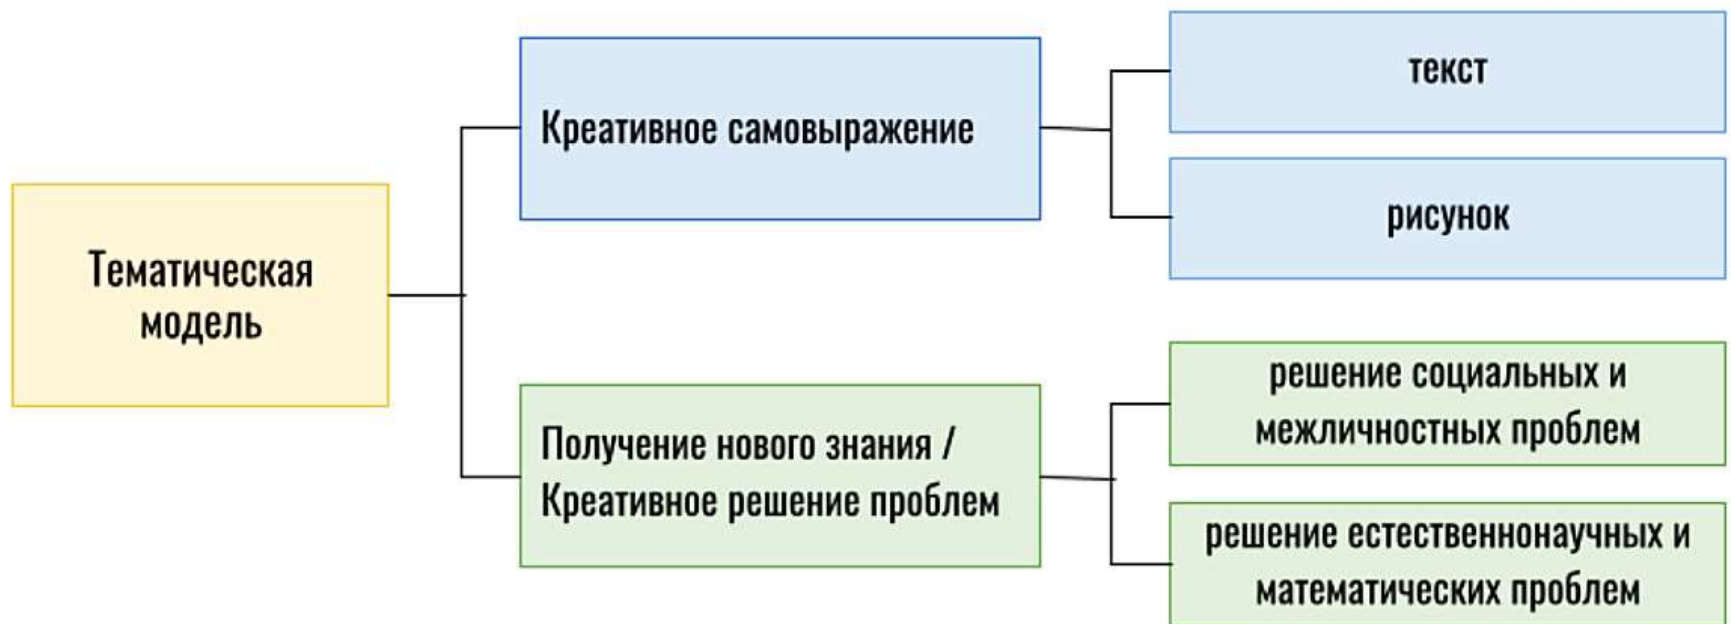 Тематическая
модель
Креативное самовыражение
текст
рисунок
Получение нового знания /
Креативное решение проблем
решение социальных и
межличностных проблем
решение естественнонаучных и
математических проблем